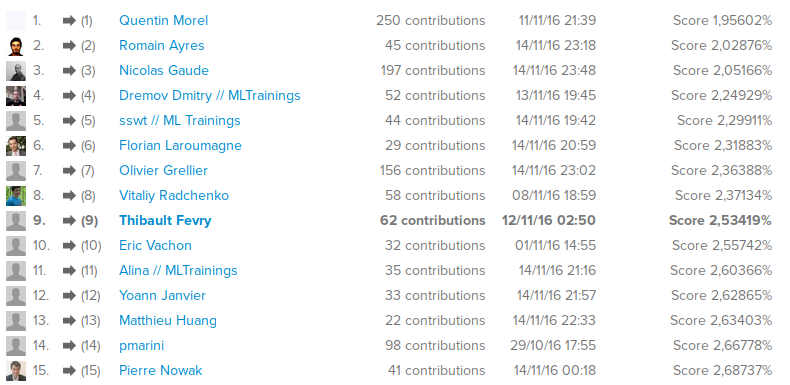 1. (1) Quentin Morel 250 contributions 11/11/16 21:39 Score 1,95602%
2. (2) Romain Ayres 45 contributions 14/11/16 23:18 Score 2,02876%
3. (3) Nicolas Gaude 197 contributions 14/11/16 23:48 Score 2,05166%
4. (4) Dremov Dmitry // MLTrainings 52 contributions 13/11/16 19:45 Score 2,24929%
5. (5) sswt // ML Trainings 44 contributions 14/11/16 19:42 Score 2,29911%
6. (6) Florian Laroumagne 29 contributions 14/11/16 20:59 Score 2,31883%
7. (7) Olivier Grellier 156 contributions 14/11/16 23:02 Score 2,36388%
8. (8) Vitaliy Radchenko 58 contributions 08/11/16 18:59 Score 2,37134%
9. (9) Thibault Fevry 62 contributions 12/11/16 02:50 Score 2,53419%
10. (10) Eric Vachon 32 contributions 01/11/16 14:55 Score 2,55742%
11. (11) Alina // MLTrainings 35 contributions 14/11/16 21:16 Score 2,60366%
12. (12) Yoann Janvier 33 contributions 14/11/16 21:57 Score 2,62865%
13. (13) Matthieu Huang 22 contributions 14/11/16 22:33 Score 2,63403%
14. (14) pmarini 98 contributions 29/10/16 17:55 Score 2,66778%
15. (15) Pierre Nowak 41 contributions 14/11/16 00:18 Score 2,68737%